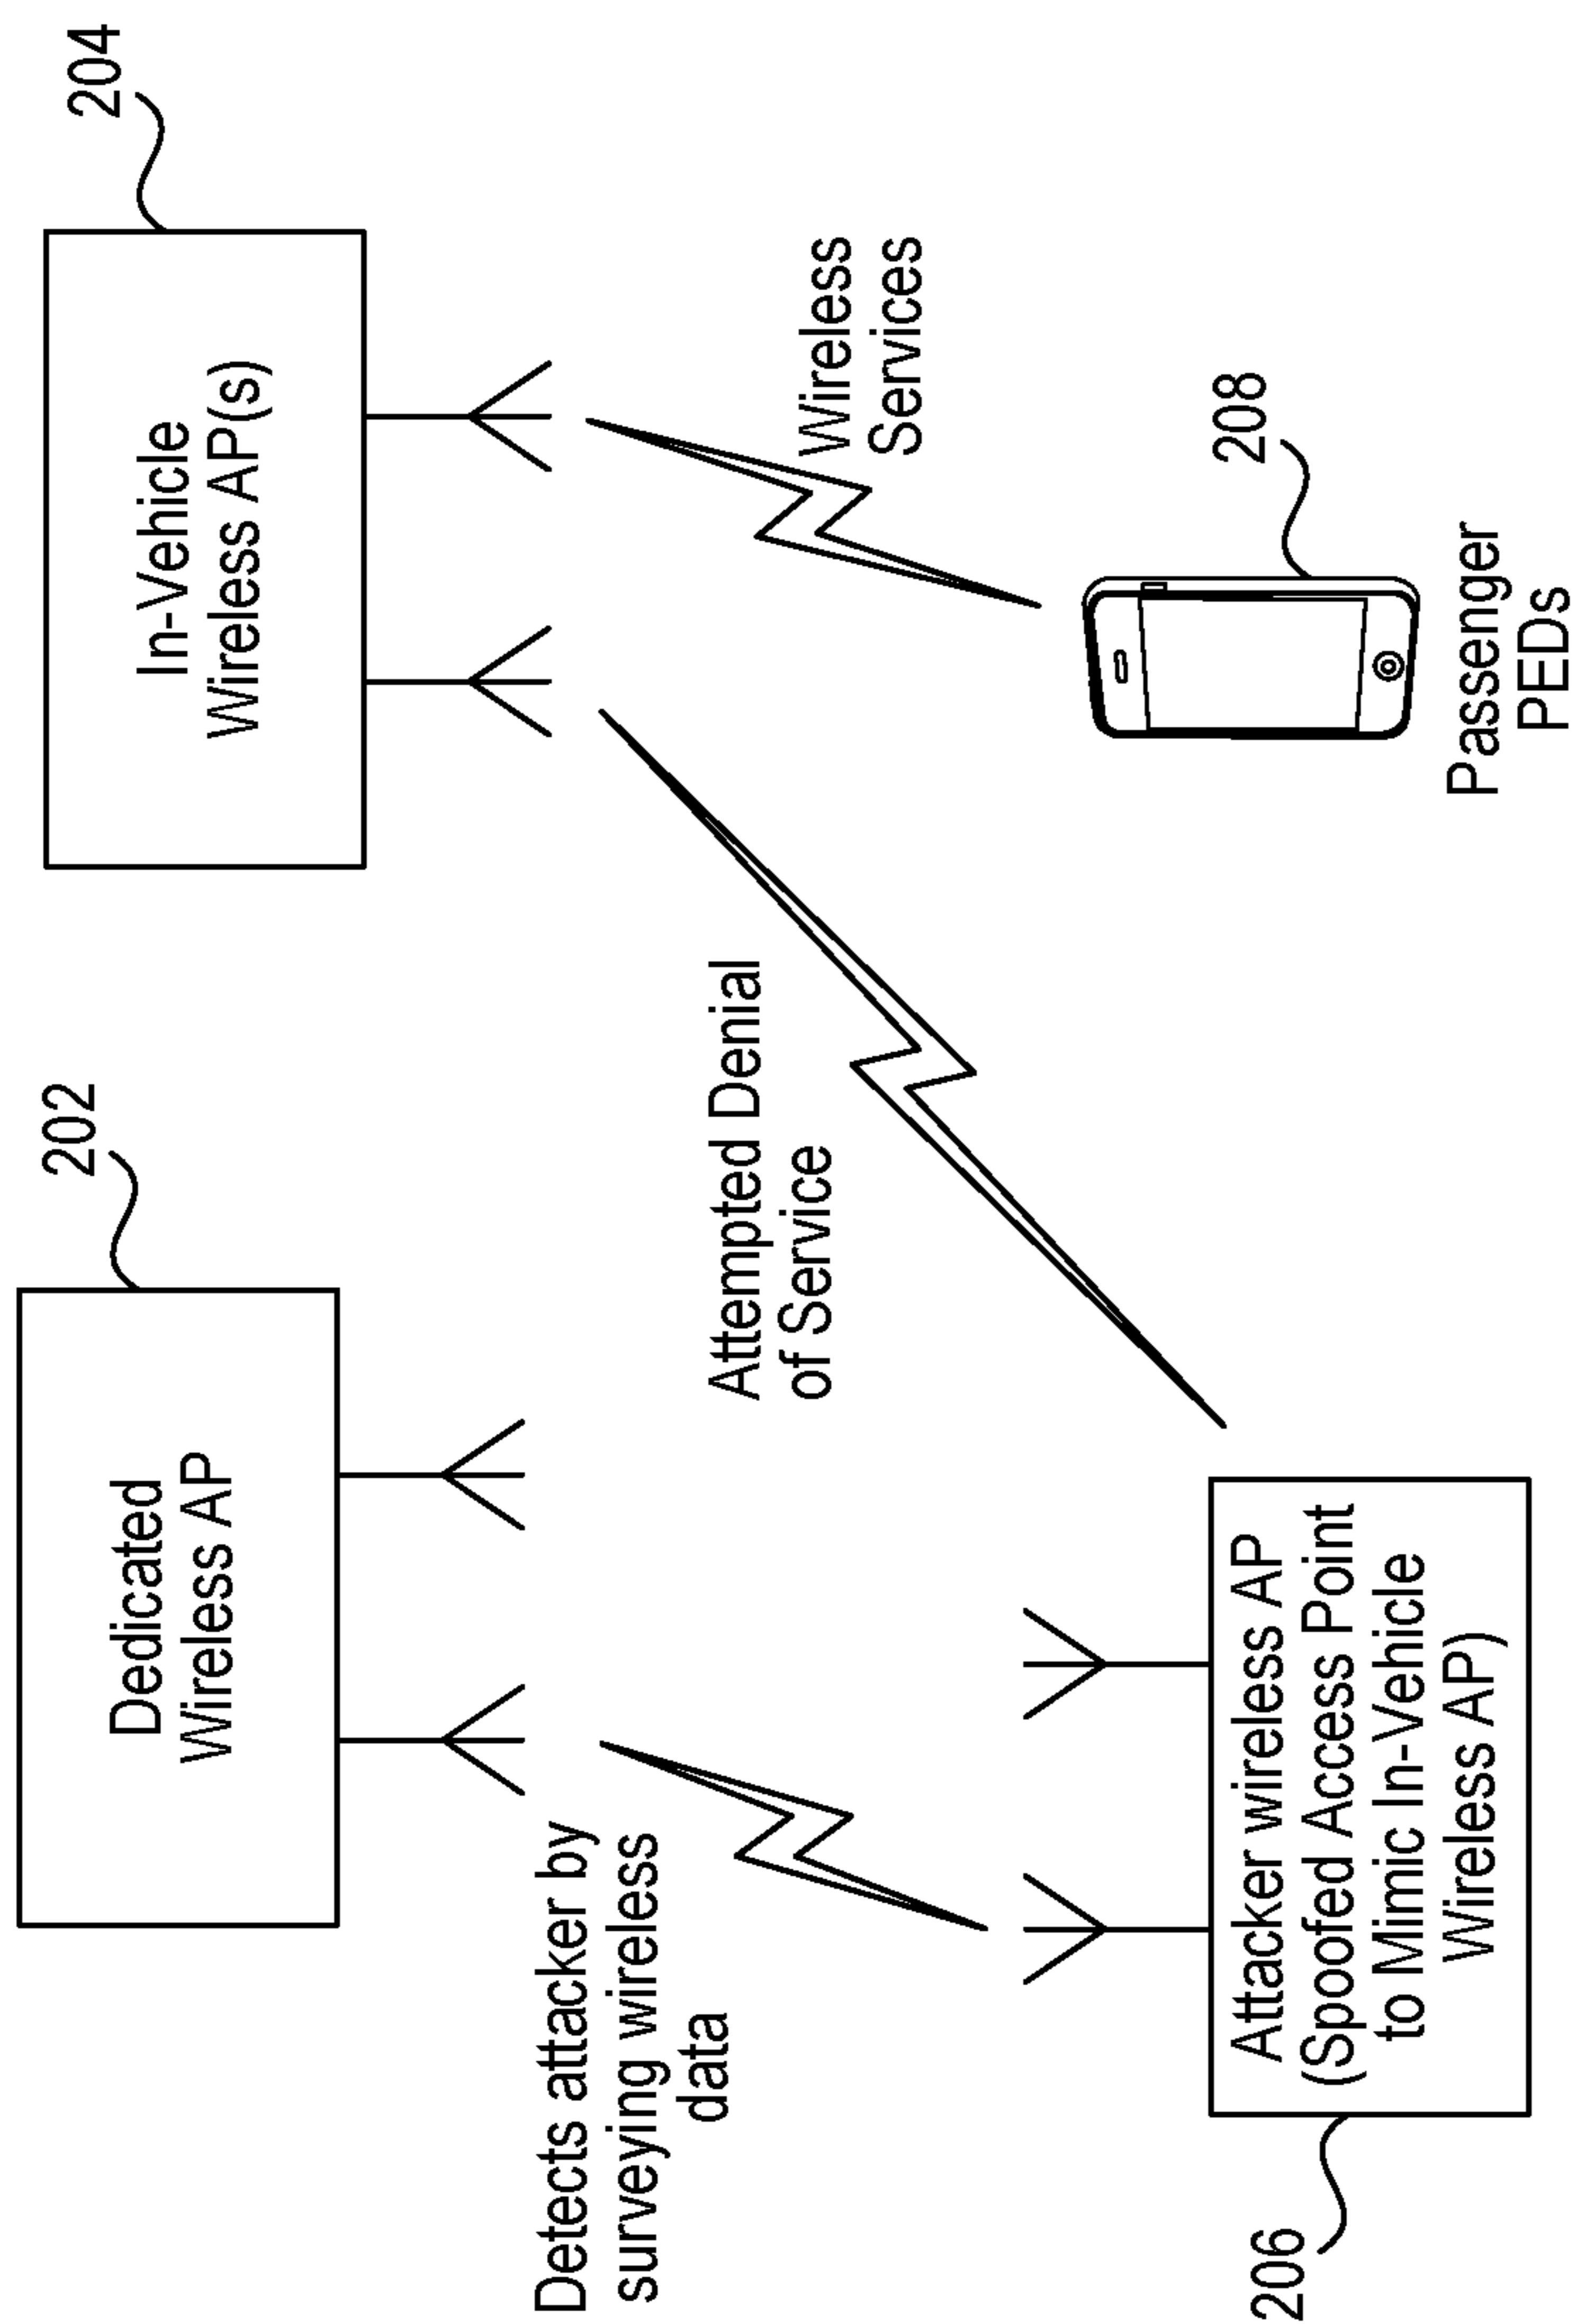 202
Dedicated
Wireless AP
204
In-Vehicle
Wireless AP(s)
Detects attacker by
surveying wireless
data
Attempted Denial
of Service
Wireless
Services
206
Attacker wireless AP
(Spoofed Access Point
to Mimic In-Vehicle
Wireless AP)
208
Passenger
PEDs